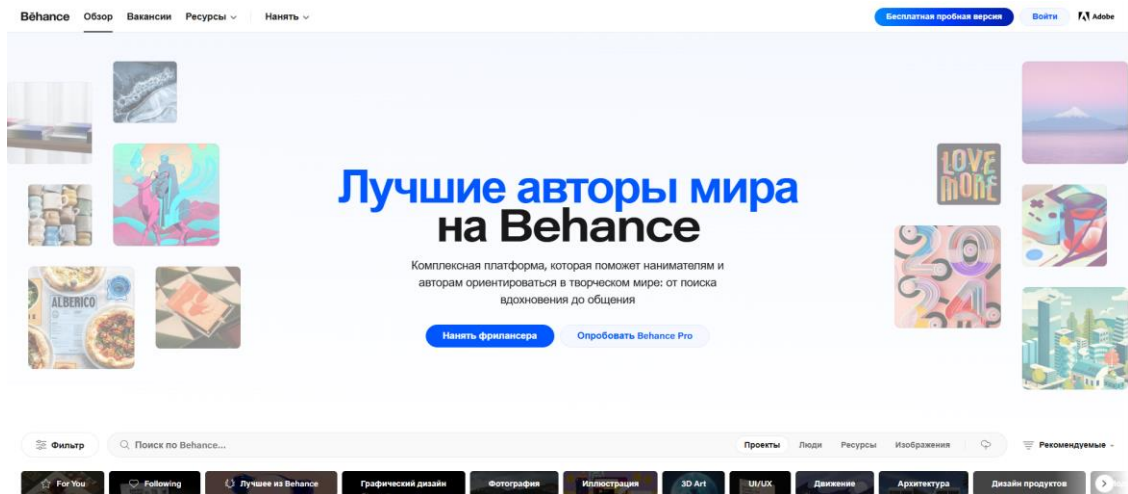 Bēhance Обзор Вакансии Ресурсы Нанять Бесплатная пробная версия Войти Adobe
LOVE
MORE
Лучшие авторы мира
на Behance
Комплексная платформа, которая поможет нанимателям и
авторам ориентироваться в творческом мире: от поиска
вдохновения до общения
ALBERICO
Нанять фрилансера Опробовать Behance Pro
Фильтр Поиск по Behance... Проекты Люди Ресурсы Изображения Рекомендуемые
For You Following Лучшее из Behance Графический дизайн Фотография Иллюстрация 3D Art UI/UX Движение Архитектура Дизайн продуктов